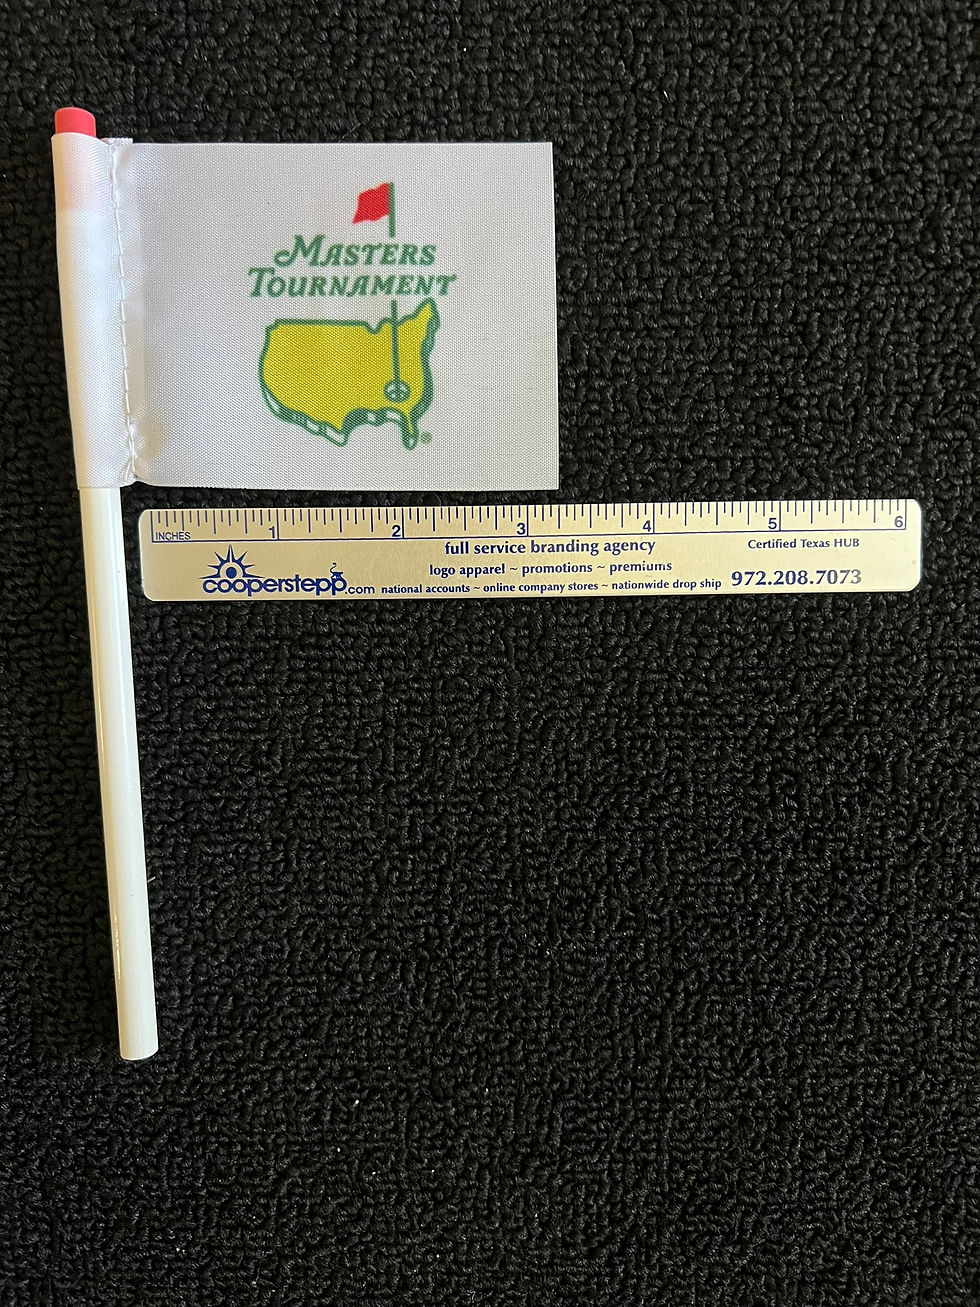 MASTERS
TOURNAMENT
®
INCHES 1 2 3 4 5 6
full service branding agency
Certified Texas HUB
logo apparel ~ promotions ~ premiums
cooperstepp.com national accounts ~ online company stores ~ nationwide drop ship 972.208.7073